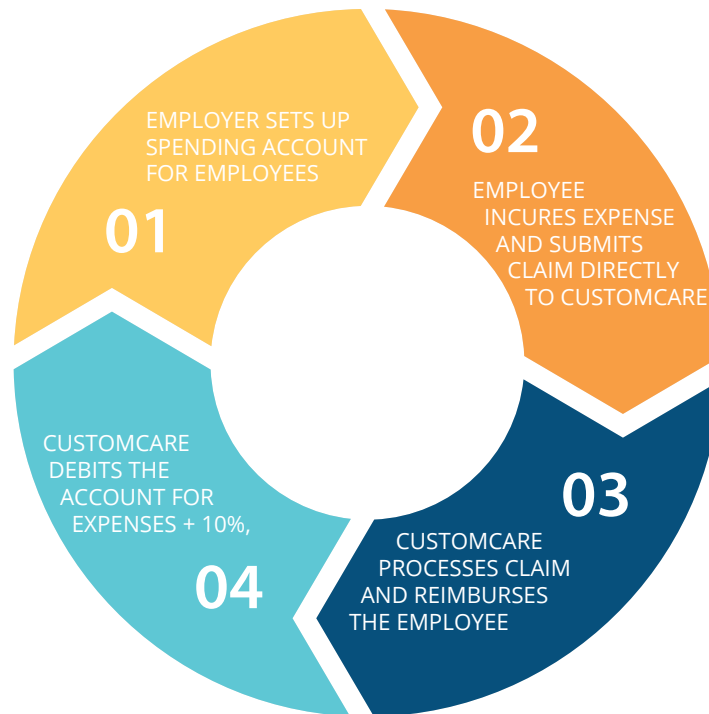 01
EMPLOYER SETS UP
SPENDING ACCOUNT
FOR EMPLOYEES
02
EMPLOYEE
INCURES EXPENSE
AND SUBMITS
CLAIM DIRECTLY
TO CUSTOMCARE
03
CUSTOMCARE
PROCESSES CLAIM
AND REIMBURSES
THE EMPLOYEE
04
CUSTOMCARE
DEBITS THE
ACCOUNT FOR
EXPENSES + 10%,